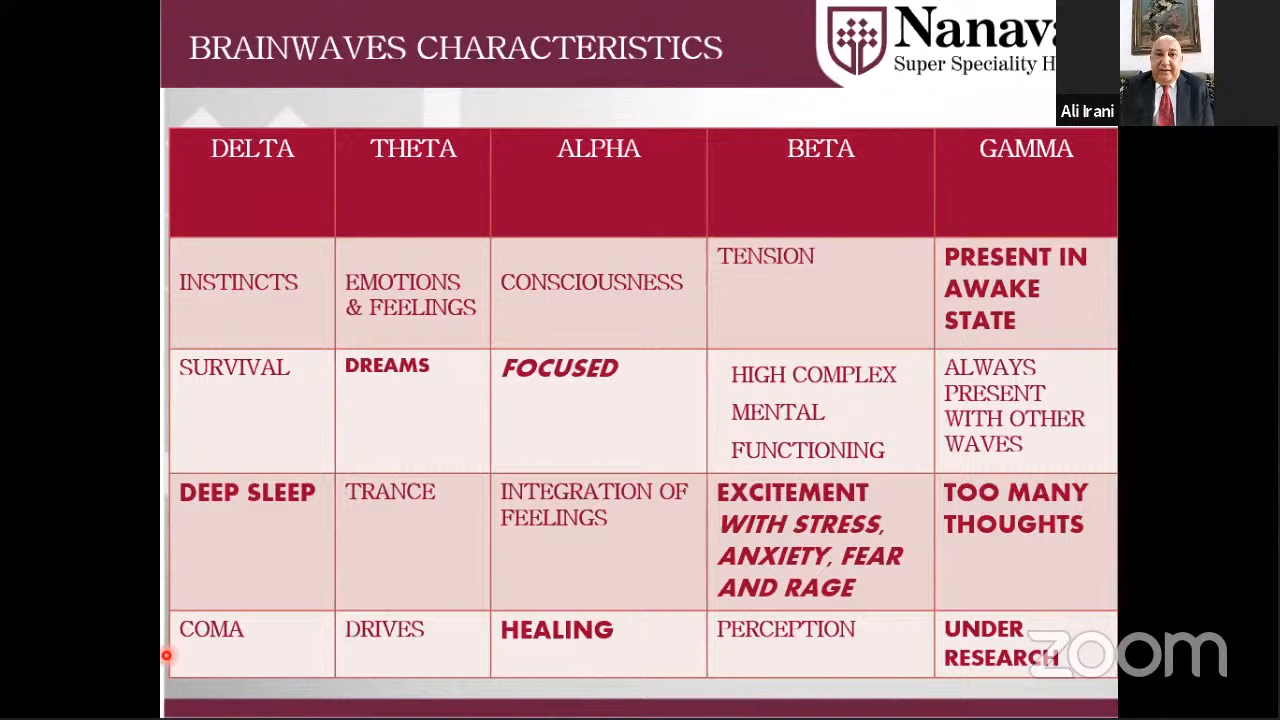 BRAINWAVES CHARACTERISTICS
Super Speciality H
Ali Irani
DELTA
THETA
ALPHA
BETA
GAMMA
INSTINCTS
EMOTIONS
& FEELINGS
CONSCIOUSNESS
TENSION
PRESENT IN
AWAKE
STATE
SURVIVAL
DREAMS
FOCUSED
HIGH COMPLEX
MENTAL
FUNCTIONING
ALWAYS
PRESENT
WITH OTHER
WAVES
DEEP SLEEP
TRANCE
INTEGRATION OF
FEELINGS
EXCITEMENT
WITH STRESS,
ANXIETY, FEAR
AND RAGE
TOO MANY
THOUGHTS
COMA
DRIVES
HEALING
PERCEPTION
UNDER
RESEARCH
zoom